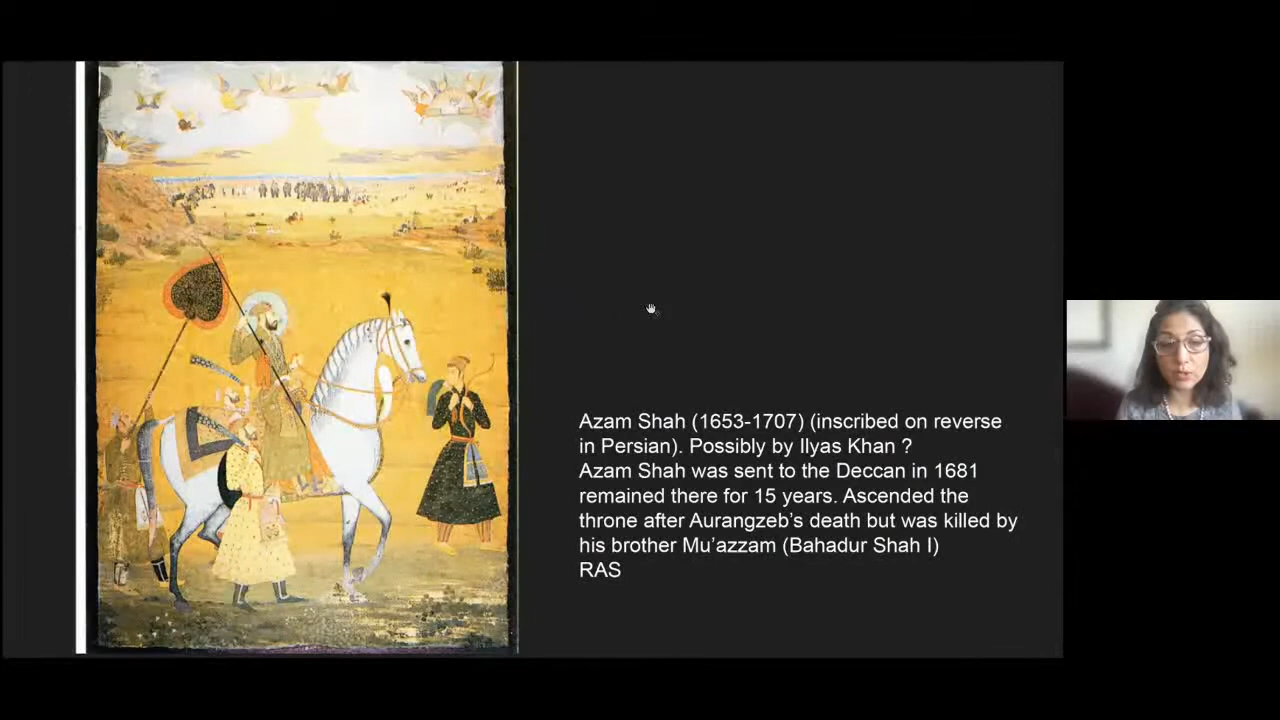 Azam Shah (1653-1707) (inscribed on reverse
in Persian). Possibly by Ilyas Khan ?
Azam Shah was sent to the Deccan in 1681
remained there for 15 years. Ascended the
throne after Aurangzeb’s death but was killed by
his brother Mu’azzam (Bahadur Shah I)
RAS